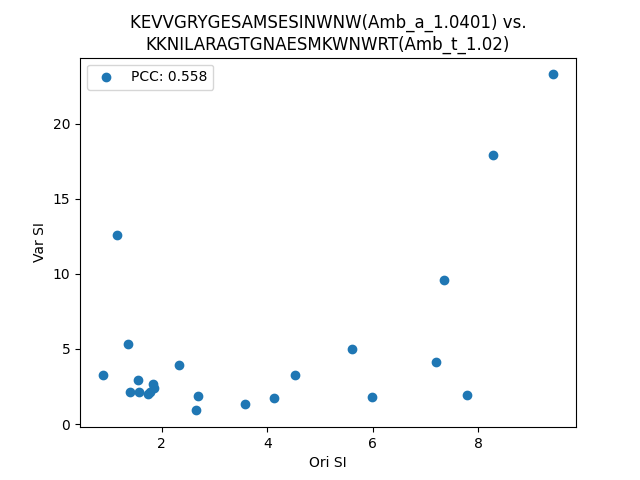 KEVVGRYGESAMSESINWNW(Amb_a_1.0401) vs.
KKNILARAGTGNAESMKWNWRT(Amb_t_1.02)
PCC: 0.558
20
15
10
5
0
Var SI
2 4 6 8
Ori SI